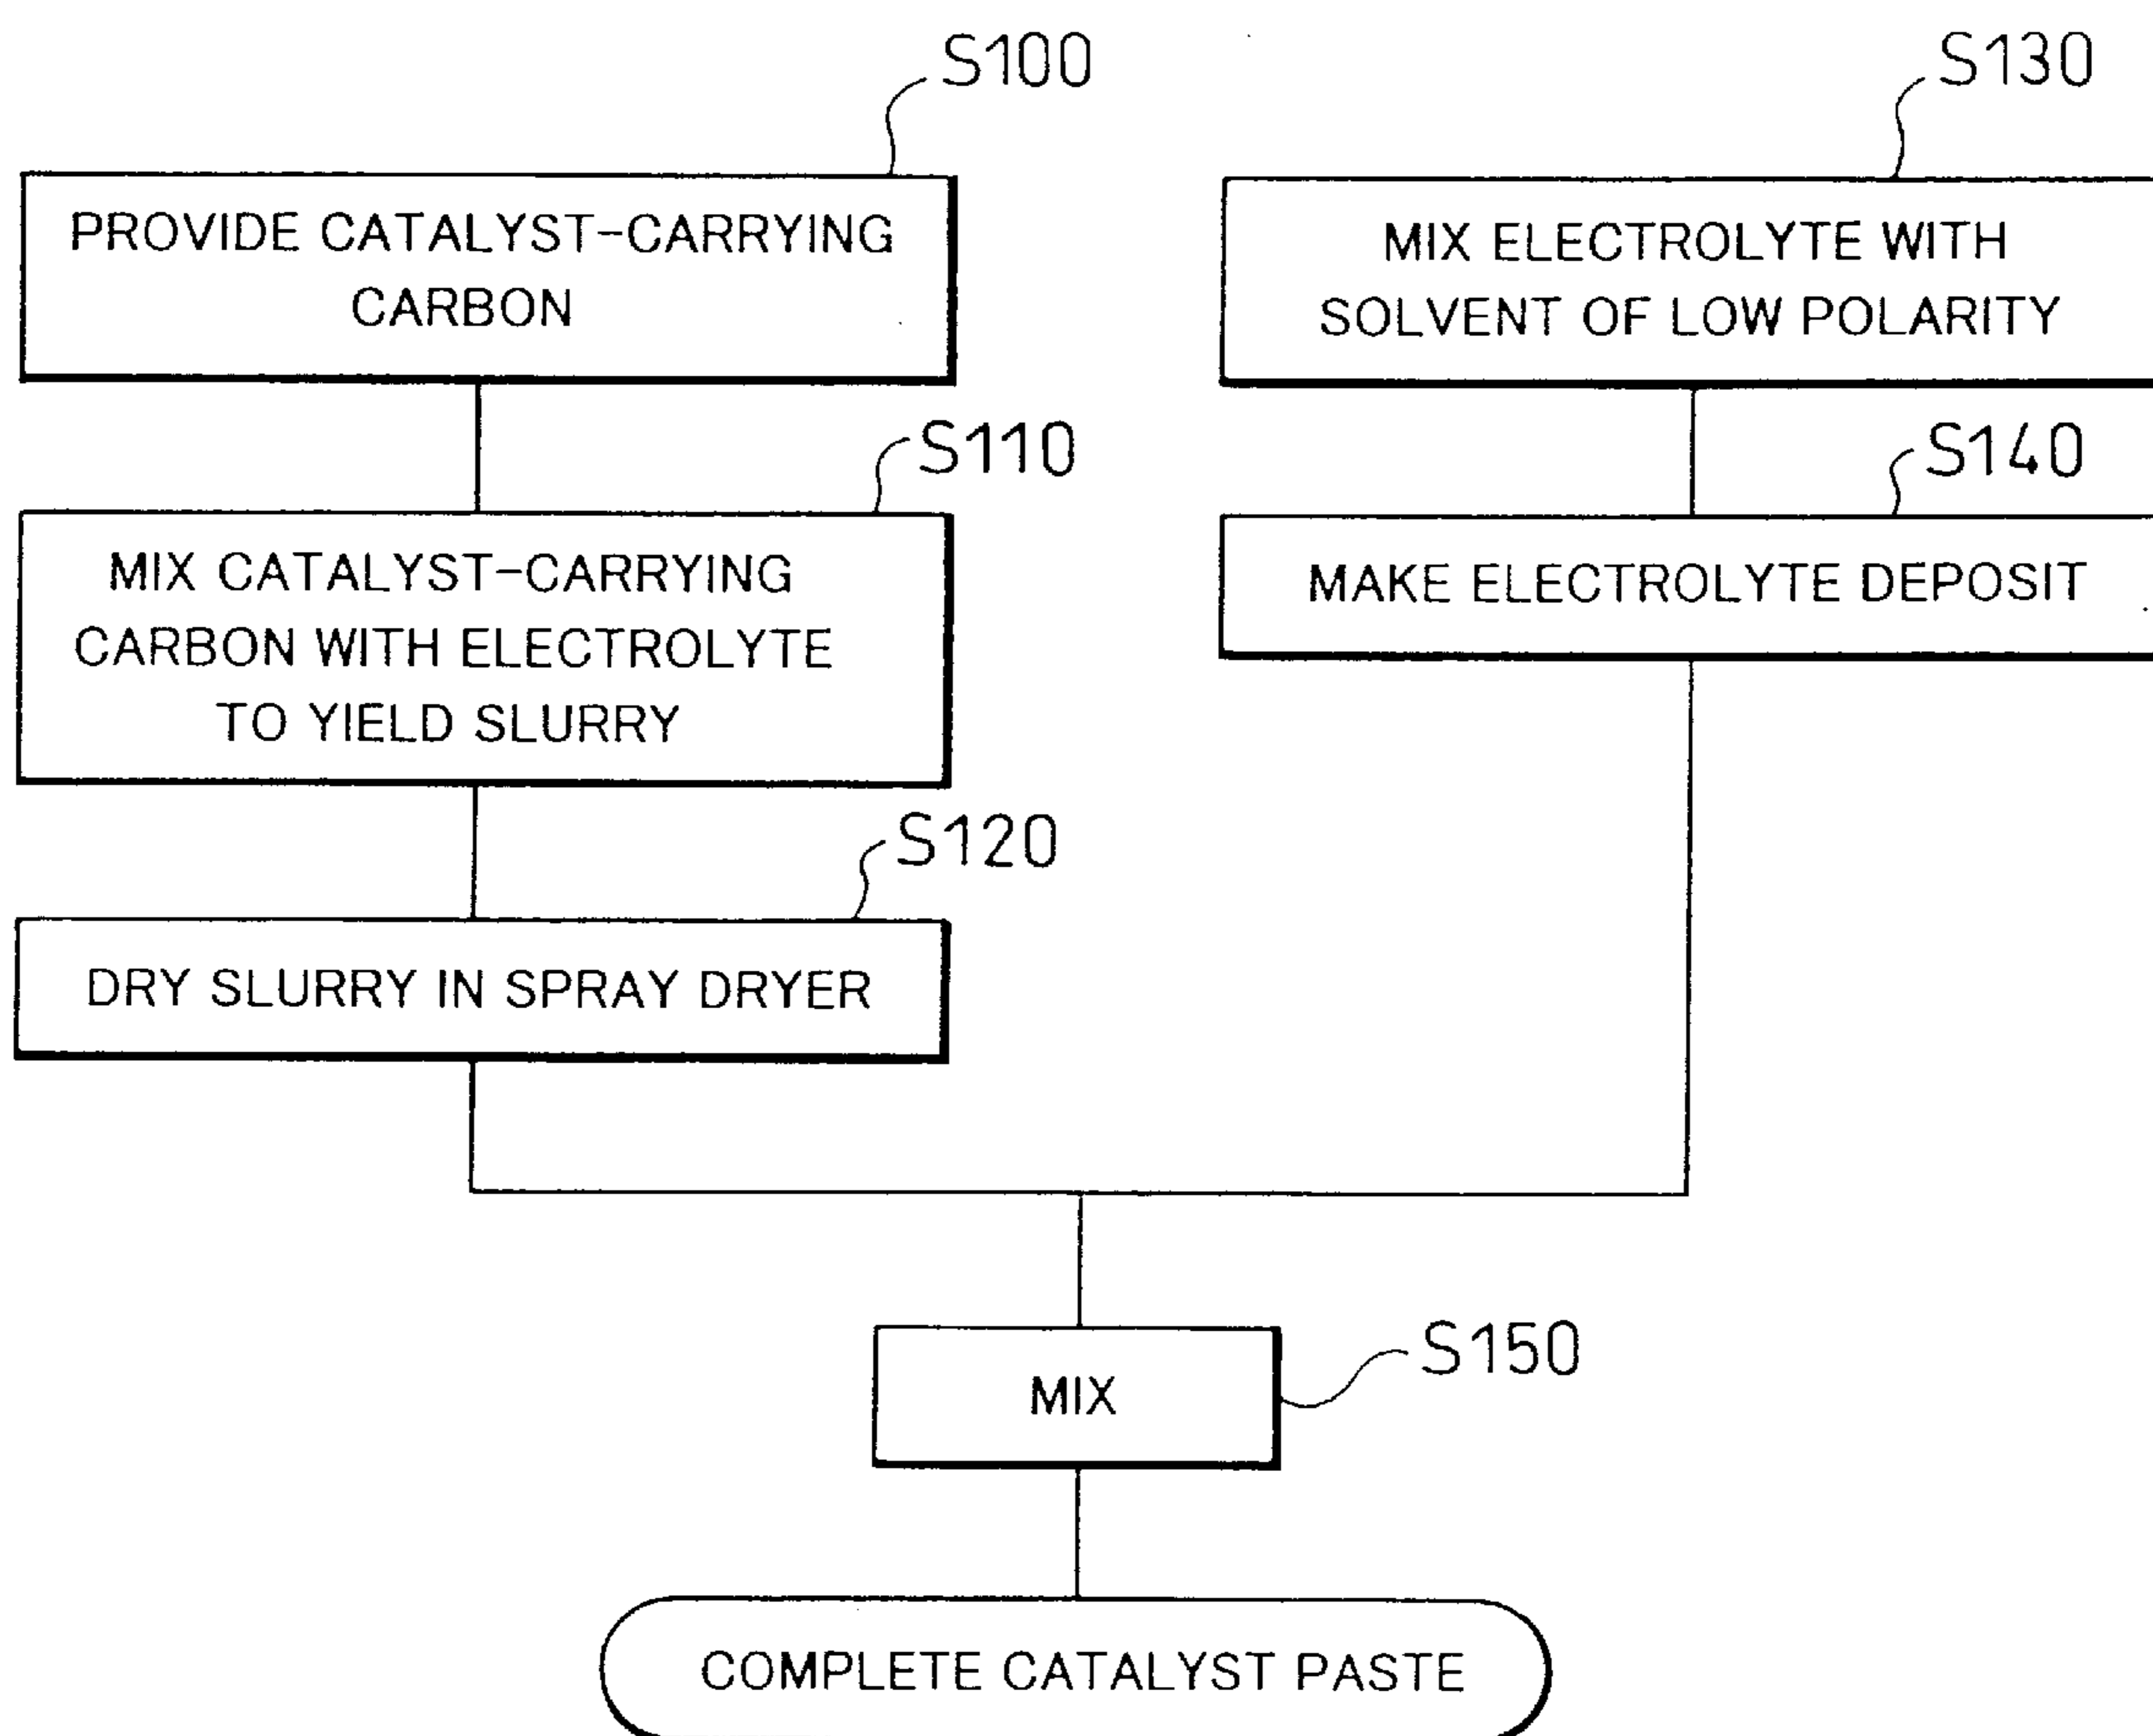 S100
PROVIDE CATALYST-CARRYING
CARBON
S110
MIX CATALYST-CARRYING
CARBON WITH ELECTROLYTE
TO YIELD SLURRY
S120
DRY SLURRY IN SPRAY DRYER
S130
MIX ELECTROLYTE WITH
SOLVENT OF LOW POLARITY
S140
MAKE ELECTROLYTE DEPOSIT
S150
MIX
COMPLETE CATALYST PASTE